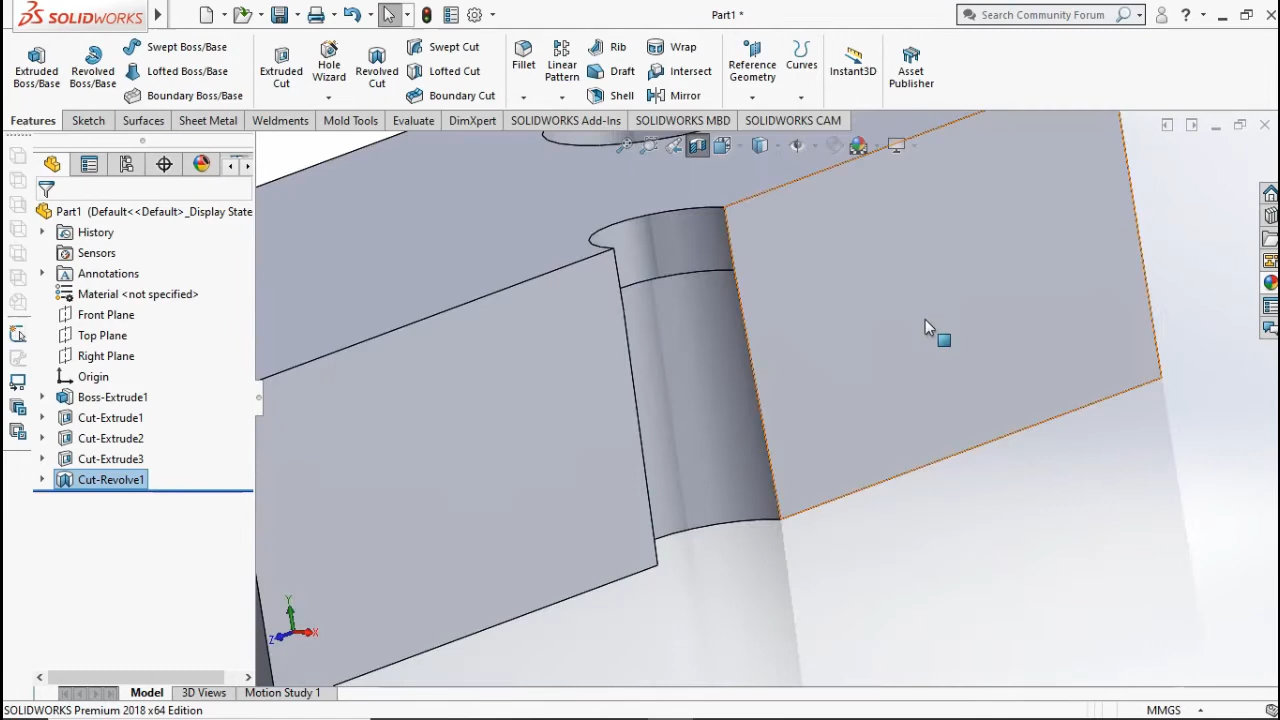 SOLIDWORKS
Part1 *
Search Community Forum
?
Extruded Boss/Base
Revolved Boss/Base
Swept Boss/Base
Lofted Boss/Base
Boundary Boss/Base
Extruded Cut
Hole Wizard
Revolved Cut
Swept Cut
Lofted Cut
Boundary Cut
Fillet
Linear Pattern
Rib
Draft
Shell
Wrap
Intersect
Mirror
Reference Geometry
Curves
Instant3D
Asset Publisher
Features
Sketch
Surfaces
Sheet Metal
Weldments
Mold Tools
Evaluate
DimXpert
SOLIDWORKS Add-Ins
SOLIDWORKS MBD
SOLIDWORKS CAM
Part1 (Default<<Default>_Display State
History
Sensors
Annotations
Material <not specified>
Front Plane
Top Plane
Right Plane
Origin
Boss-Extrude1
Cut-Extrude1
Cut-Extrude2
Cut-Extrude3
Cut-Revolve1
Y
Z
X
Model
3D Views
Motion Study 1
SOLIDWORKS Premium 2018 x64 Edition
MMGS